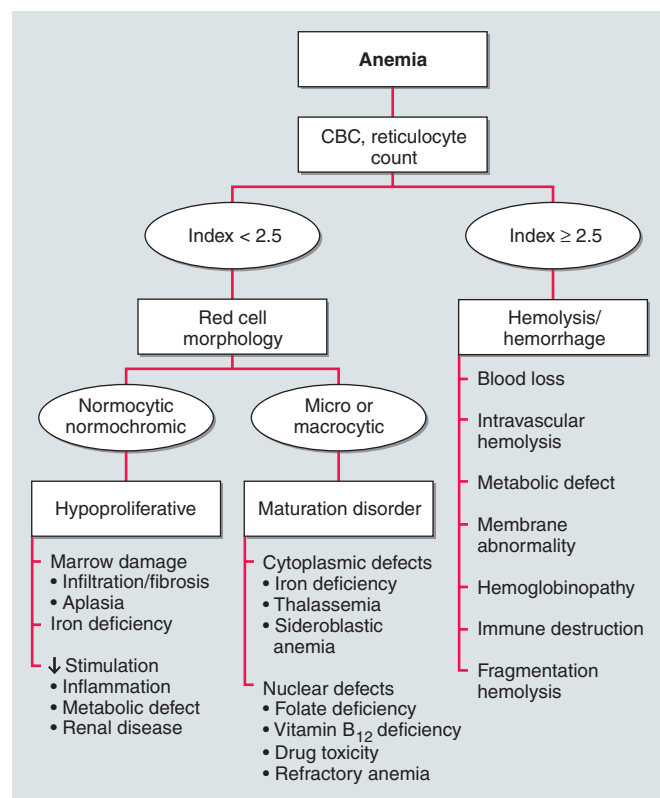 Anemia
CBC, reticulocyte
count
Index < 2.5
Index ≥ 2.5
Red cell
morphology
Hemolysis/
hemorrhage
Normocytic
normochromic
Micro or
macrocytic
Hypoproliferative
Maturation disorder
Marrow damage
• Infiltration/fibrosis
• Aplasia
Iron deficiency
↓ Stimulation
• Inflammation
• Metabolic defect
• Renal disease
Cytoplasmic defects
• Iron deficiency
• Thalassemia
• Sideroblastic
anemia
Nuclear defects
• Folate deficiency
• Vitamin B12 deficiency
• Drug toxicity
• Refractory anemia
Blood loss
Intravascular
hemolysis
Metabolic defect
Membrane
abnormality
Hemoglobinopathy
Immune destruction
Fragmentation
hemolysis